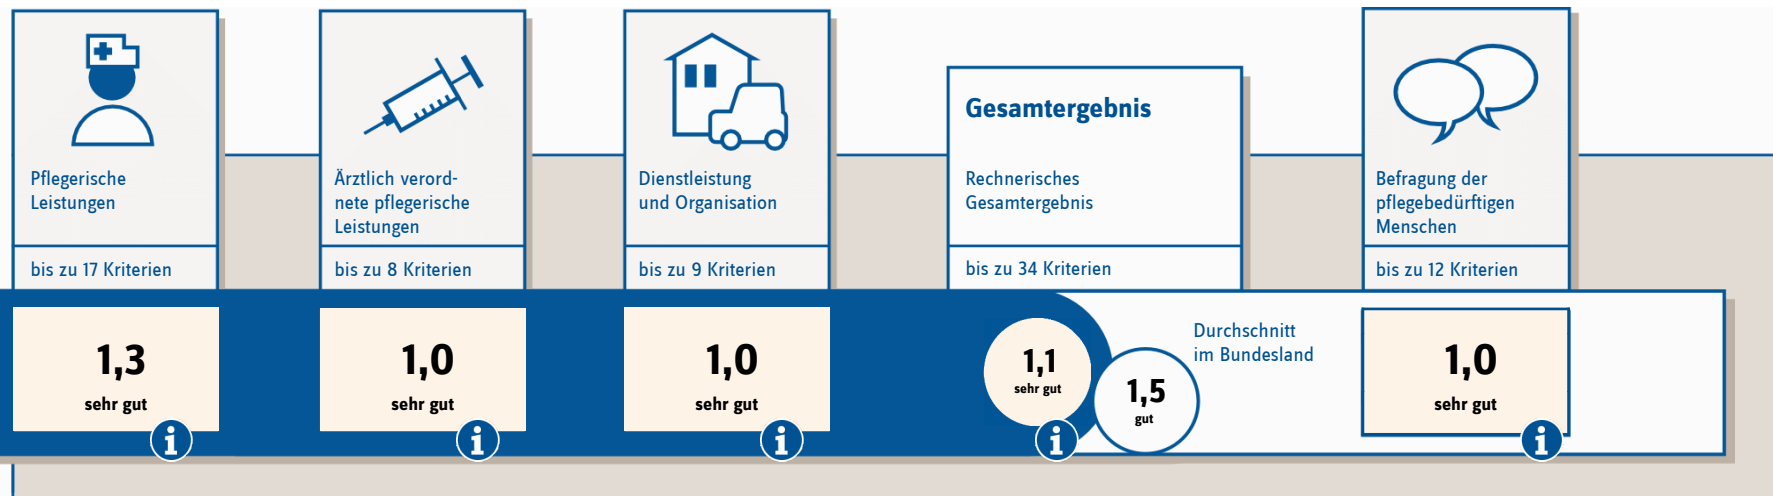 Pflegerische
Leistungen
bis zu 17 Kriterien
1,3
sehr gut
i
Ärztlich verord-
nete pflegerische
Leistungen
bis zu 8 Kriterien
1,0
sehr gut
i
Dienstleistung
und Organisation
bis zu 9 Kriterien
1,0
sehr gut
i
Gesamtergebnis
Rechnerisches
Gesamtergebnis
bis zu 34 Kriterien
1,1
sehr gut
i
Durchschnitt
im Bundesland
1,5
gut
Befragung der
pflegebedürftigen
Menschen
bis zu 12 Kriterien
1,0
sehr gut
i